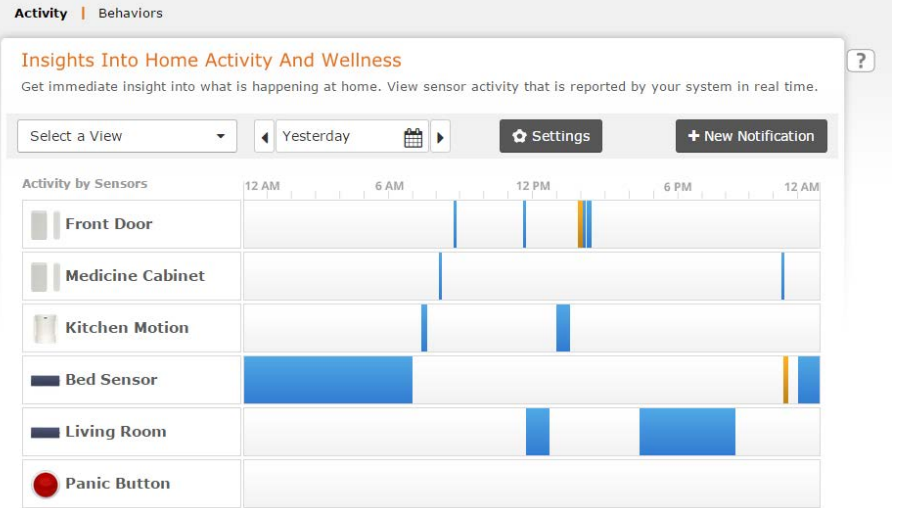 Activity | Behaviors
Insights Into Home Activity And Wellness
?
Get immediate insight into what is happening at home. View sensor activity that is reported by your system in real time.
Select a View
Yesterday
Settings
+ New Notification
Activity by Sensors
12 AM 6 AM 12 PM 6 PM 12 AM
Front Door
Medicine Cabinet
Kitchen Motion
Bed Sensor
Living Room
Panic Button